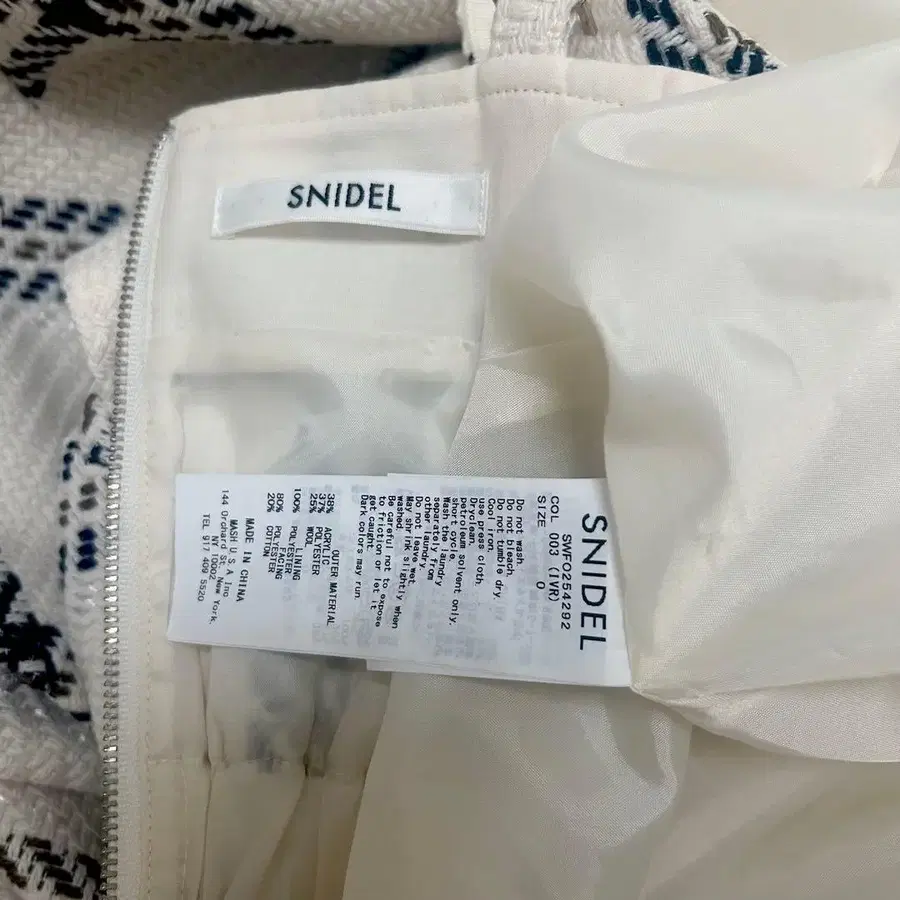 SNIDEL
SNIDEL
SWFO254292
COL 003 (IVR)
SIZE 0
Do not wash.
Do not bleach.
Do not tumble dry
Cool iron.
use press cloth.
Dryclean.
petroleum solvent only.
short cycle.
Wash the laundry
separately from
other laundry.
Do not leave wet.
May shrink slightly when
washed.
Be careful not to expose
to friction or let it
get caught.
Dark colors may run.
OUTER MATERIAL
38% ACRYLIC
37% POLYESTER
25% WOOL
LINING
100% POLYESTER
FACING
80% POLYESTER
20% COTTON
MADE IN CHINA
MASH U.S.A Inc
144 Orchard St. New York.
NY 10002
TEL 917 409 5520